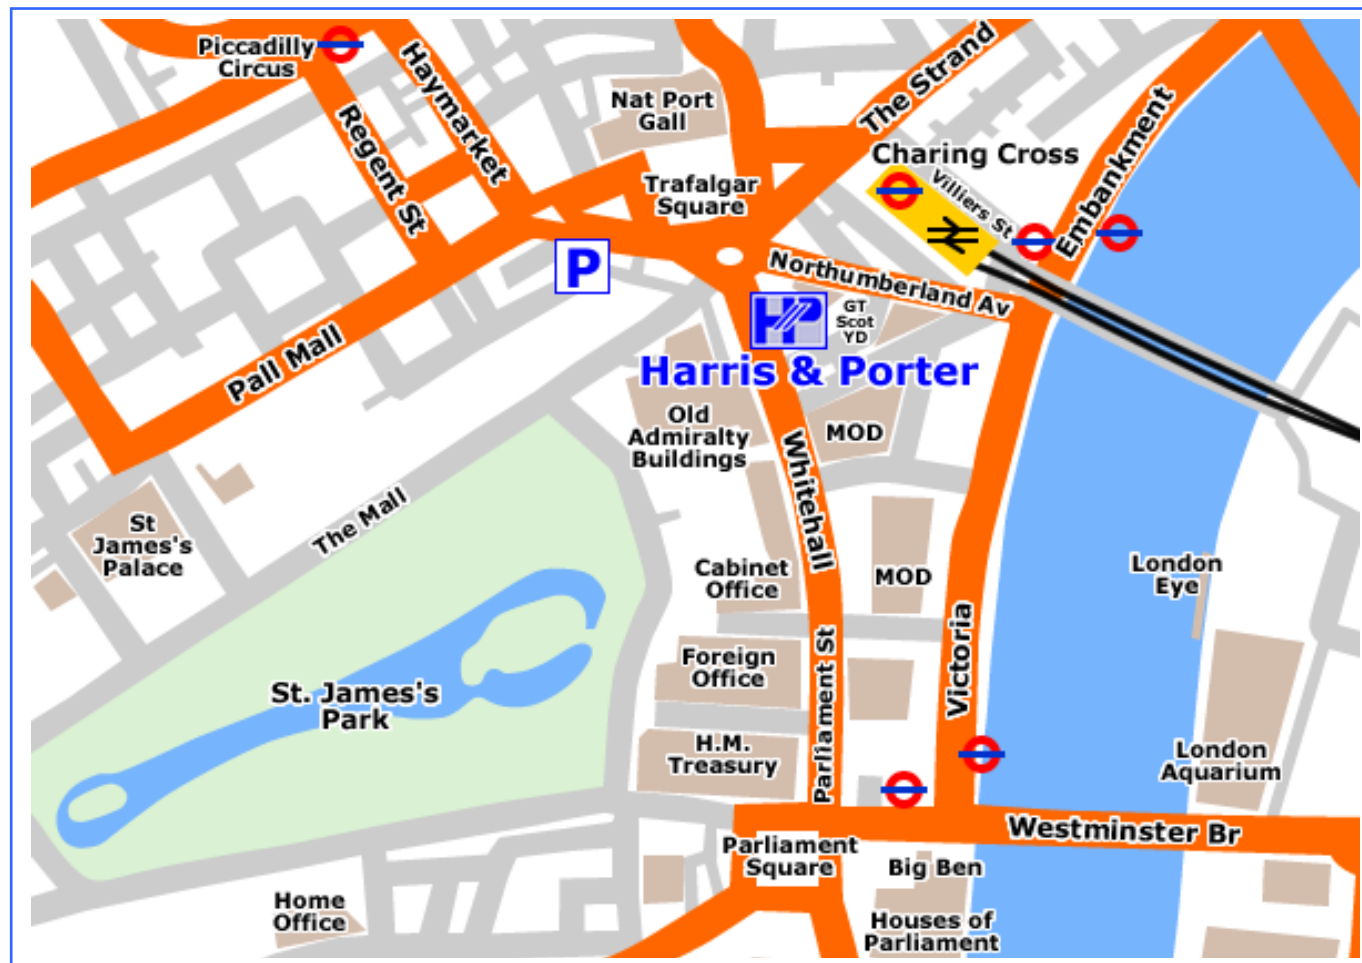 Piccadilly
Circus
Haymarket
Regent St
Nat Port
Gall
The Strand
Embankment
Charing Cross
Villiers St
Trafalgar
Square
P
Northumberland Av
HP
GT
Scot
YD
Harris & Porter
Pall Mall
Old
Admiralty
Buildings
MOD
Whitehall
The Mall
St
James's
Palace
Cabinet
Office
MOD
London
Eye
Foreign
Office
Parliament St
Victoria
St. James's
Park
H.M.
Treasury
London
Aquarium
Westminster Br
Parliament
Square
Big Ben
Home
Office
Houses of
Parliament